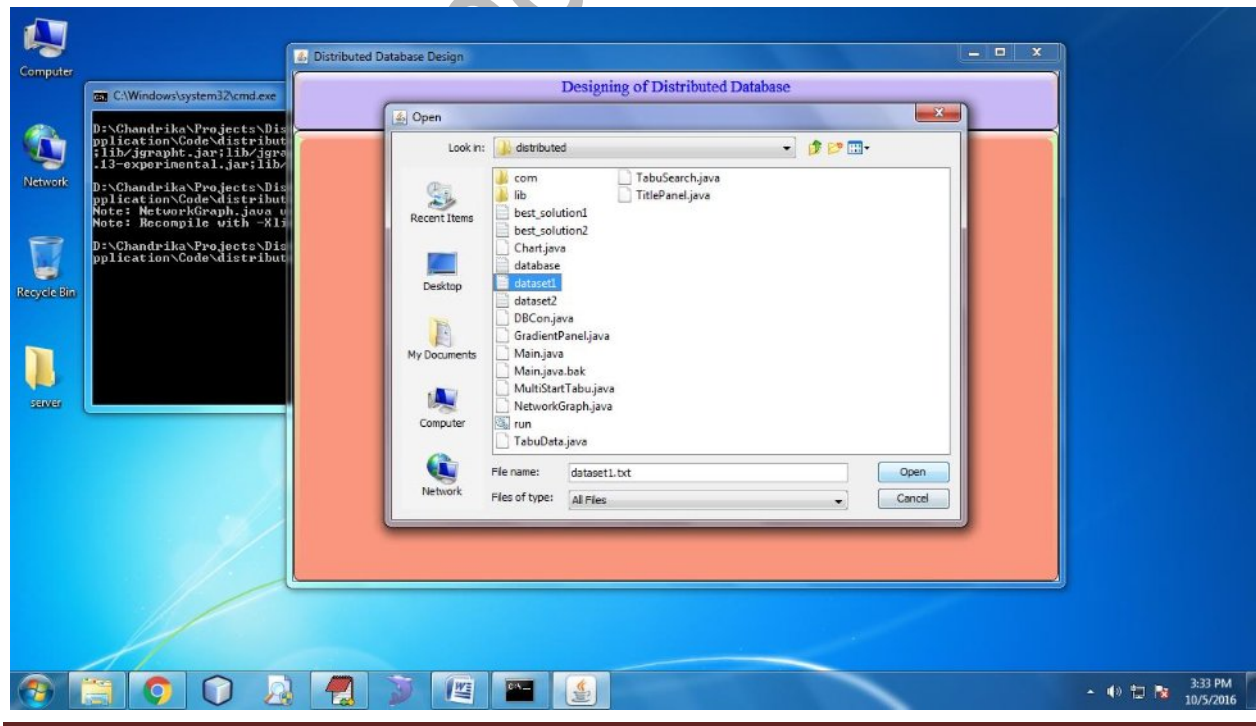 Computer
Network
Recycle Bin
server
C:\Windows\system32\cmd.exe
D:\Chandrika\Projects\Dis
pplication\Code\distribut
;lib/jgrapht.jar;lib/jgra
.13-experimental.jar;lib/
D:\Chandrika\Projects\Dis
pplication\Code\distribut
Note: NetworkGraph.java u
Note: Recompile with -Xli
D:\Chandrika\Projects\Dis
pplication\Code\distribut
Distributed Database Design
Designing of Distributed Database
Open
Look in:
distributed
Recent Items
Desktop
My Documents
Computer
Network
com
lib
best_solution1
best_solution2
Chart.java
database
dataset1
dataset2
DBCon.java
GradientPanel.java
Main.java
Main.java.bak
MultiStartTabu.java
NetworkGraph.java
run
TabuData.java
TabuSearch.java
TitlePanel.java
File name:
dataset1.txt
Open
Files of type:
All Files
Cancel
3:33 PM
10/5/2016